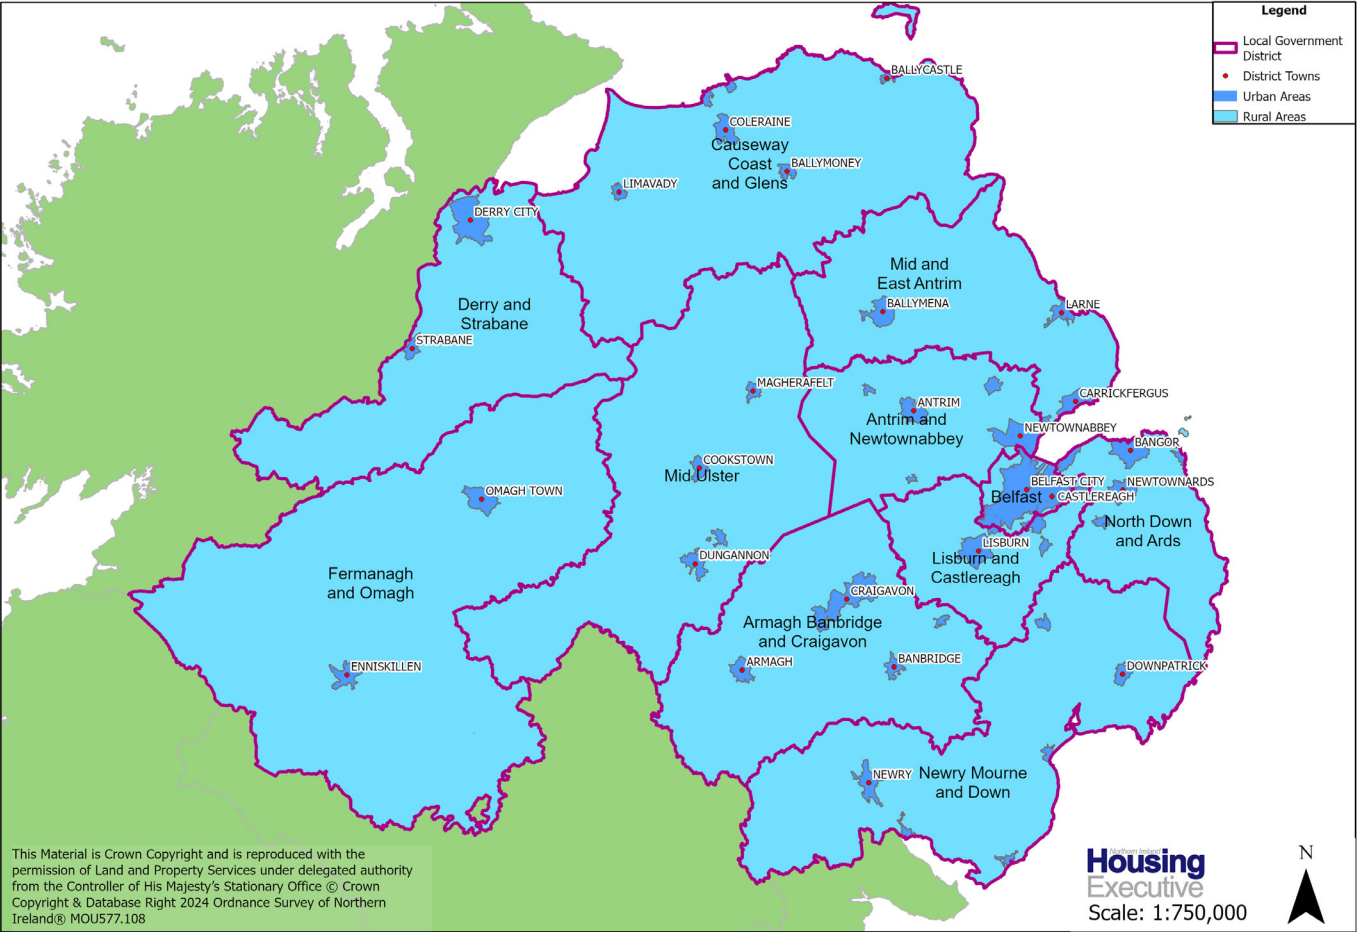 Legend
Local Government
District
District Towns
Urban Areas
Rural Areas
BALLYCASTLE
COLERAINE
Causeway
Coast
and Glens
BALLYMONEY
LIMAVADY
DERRY CITY
Mid and
East Antrim
BALLYMENA
LARNE
Derry and
Strabane
STRABANE
MAGHERAFELT
CARRICKFERGUS
ANTRIM
Antrim and
Newtownabbey
NEWTOWNABBEY
BANGOR
COOKSTOWN
Mid Ulster
BELFAST CITY
NEWTOWNARDS
Belfast
CASTLEREAGH
OMAGH TOWN
North Down
and Ards
LISBURN
Lisburn and
Castlereagh
DUNGANNON
Fermanagh
and Omagh
CRAIGAVON
Armagh Banbridge
and Craigavon
ENNISKILLEN
ARMAGH
BANBRIDGE
DOWNPATRICK
NEWRY
Newry Mourne
and Down
This Material is Crown Copyright and is reproduced with the
permission of Land and Property Services under delegated authority
from the Controller of His Majesty's Stationary Office © Crown
Copyright & Database Right 2024 Ordnance Survey of Northern
Ireland® MOU577.108
Northern Ireland
Housing
Executive
Scale: 1:750,000
N